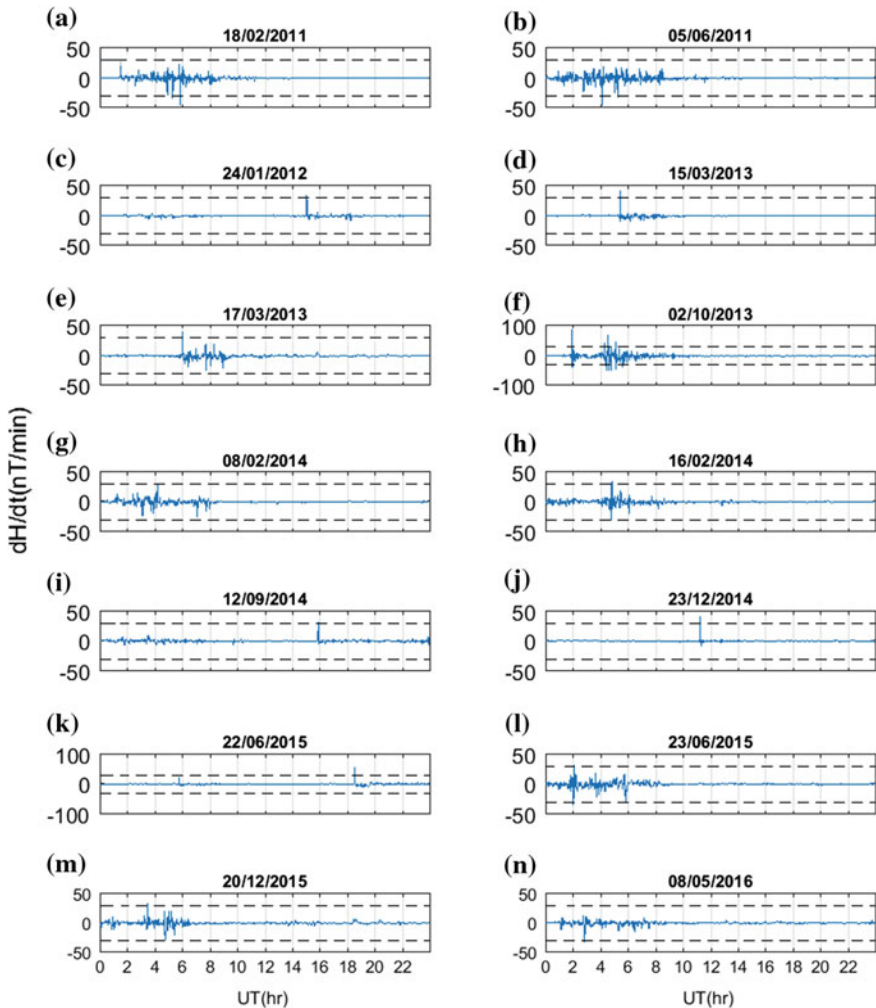 (a) (b)
18/02/2011 05/06/2011
50 50
0 0
-50 -50
(c) (d)
24/01/2012 15/03/2013
50 50
0 0
-50 -50
(e) (f)
17/03/2013 02/10/2013
50 100
0 0
-50 -100
(g) (h)
08/02/2014 16/02/2014
50 50
0 0
-50 -50
dH/dt(nT/min)
(i) (j)
12/09/2014 23/12/2014
50 50
0 0
-50 -50
(k) (l)
22/06/2015 23/06/2015
100 50
0 0
-100 -50
(m) (n)
20/12/2015 08/05/2016
50 50
0 0
-50 -50
0 2 4 6 8 10 12 14 16 18 20 22 0 2 4 6 8 10 12 14 16 18 20 22
UT(hr) UT(hr)